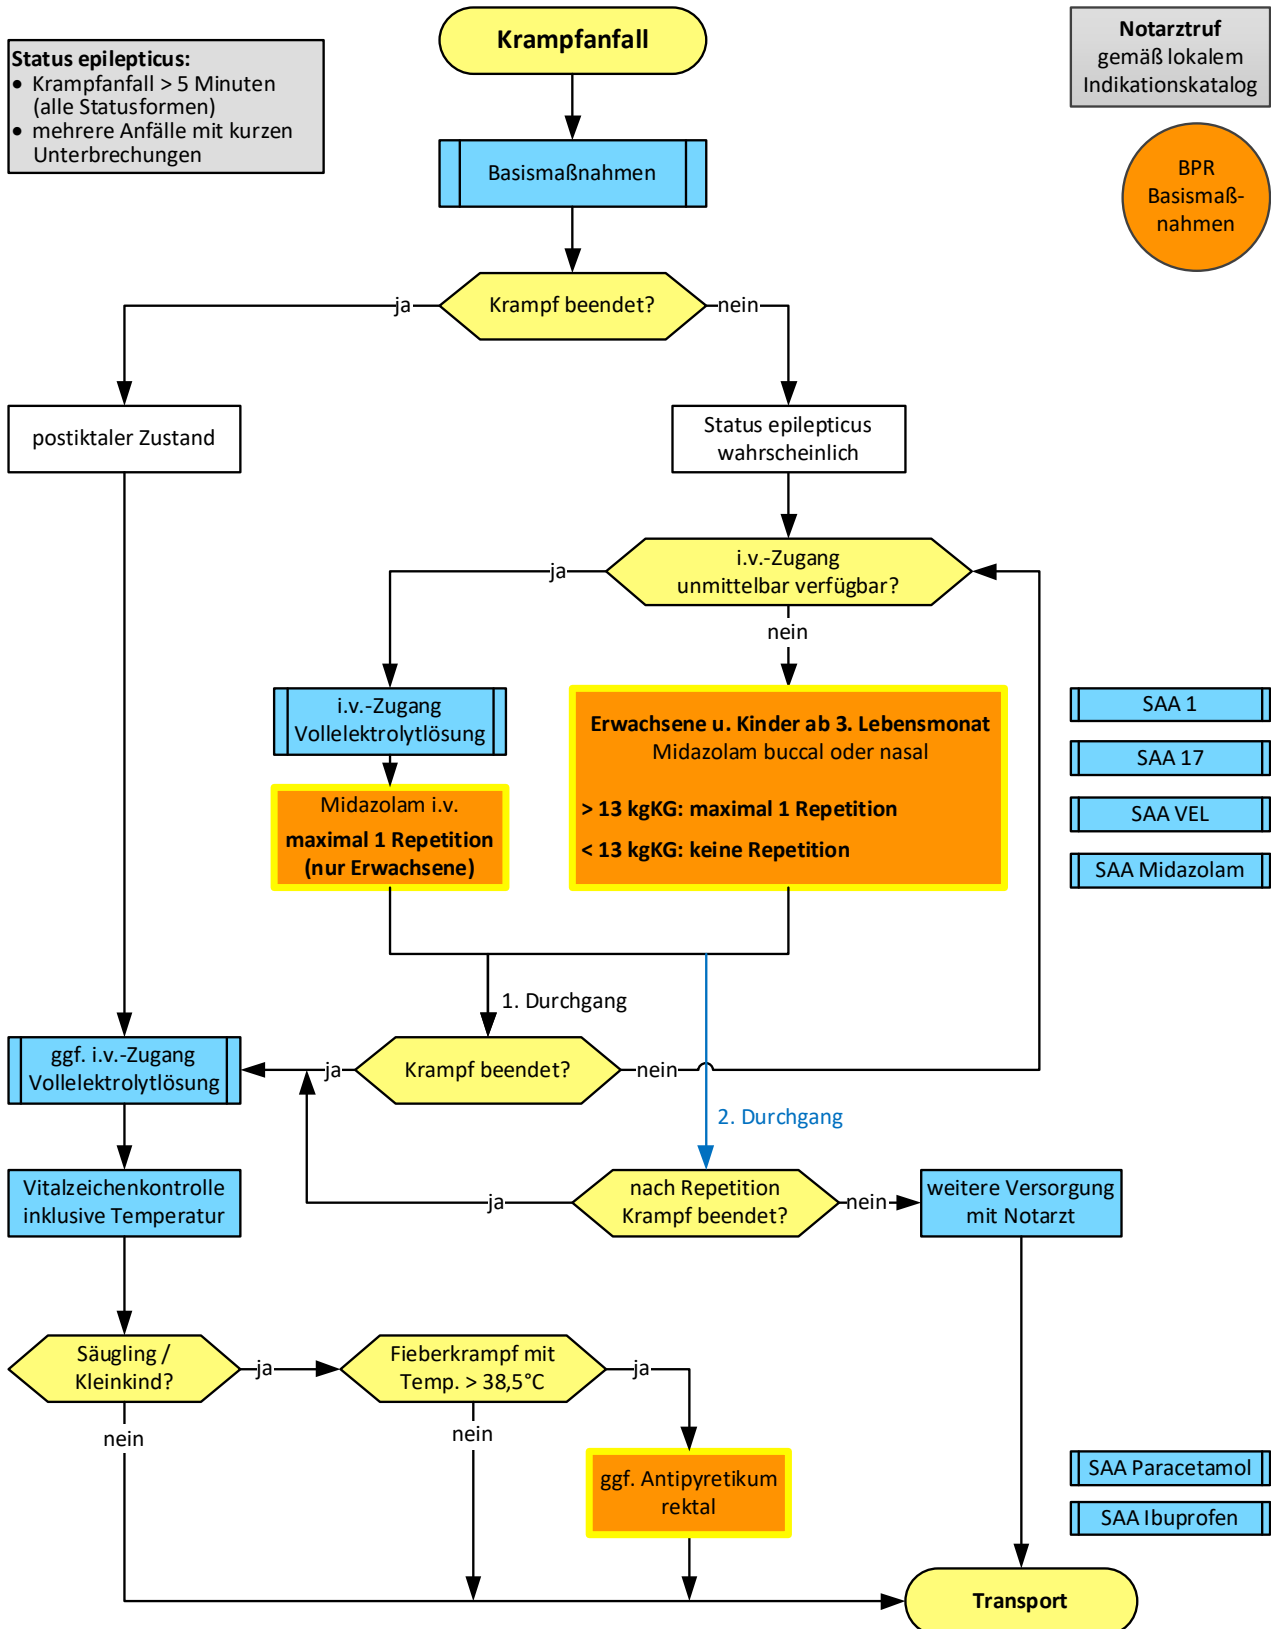 Krampfanfall
Status epilepticus:
• Krampfanfall > 5 Minuten
(alle Statusformen)
• mehrere Anfälle mit kurzen
Unterbrechungen
Notarztruf
gemäß lokalem
Indikationskatalog
BPR
Basismaß-
nahmen
Basismaßnahmen
Krampf beendet?
ja
nein
postiktaler Zustand
Status epilepticus
wahrscheinlich
i.v.-Zugang
unmittelbar verfügbar?
ja
nein
i.v.-Zugang
Vollelektrolytlösung
Midazolam i.v.
maximal 1 Repetition
(nur Erwachsene)
Erwachsene u. Kinder ab 3. Lebensmonat
Midazolam buccal oder nasal
> 13 kgKG: maximal 1 Repetition
< 13 kgKG: keine Repetition
SAA 1
SAA 17
SAA VEL
SAA Midazolam
1. Durchgang
ggf. i.v.-Zugang
Vollelektrolytlösung
ja
Krampf beendet?
nein
2. Durchgang
Vitalzeichenkontrolle
inklusive Temperatur
ja
nach Repetition
Krampf beendet?
nein
weitere Versorgung
mit Notarzt
Säugling /
Kleinkind?
ja
nein
Fieberkrampf mit
Temp. > 38,5°C
ja
nein
ggf. Antipyretikum
rektal
SAA Paracetamol
SAA Ibuprofen
Transport